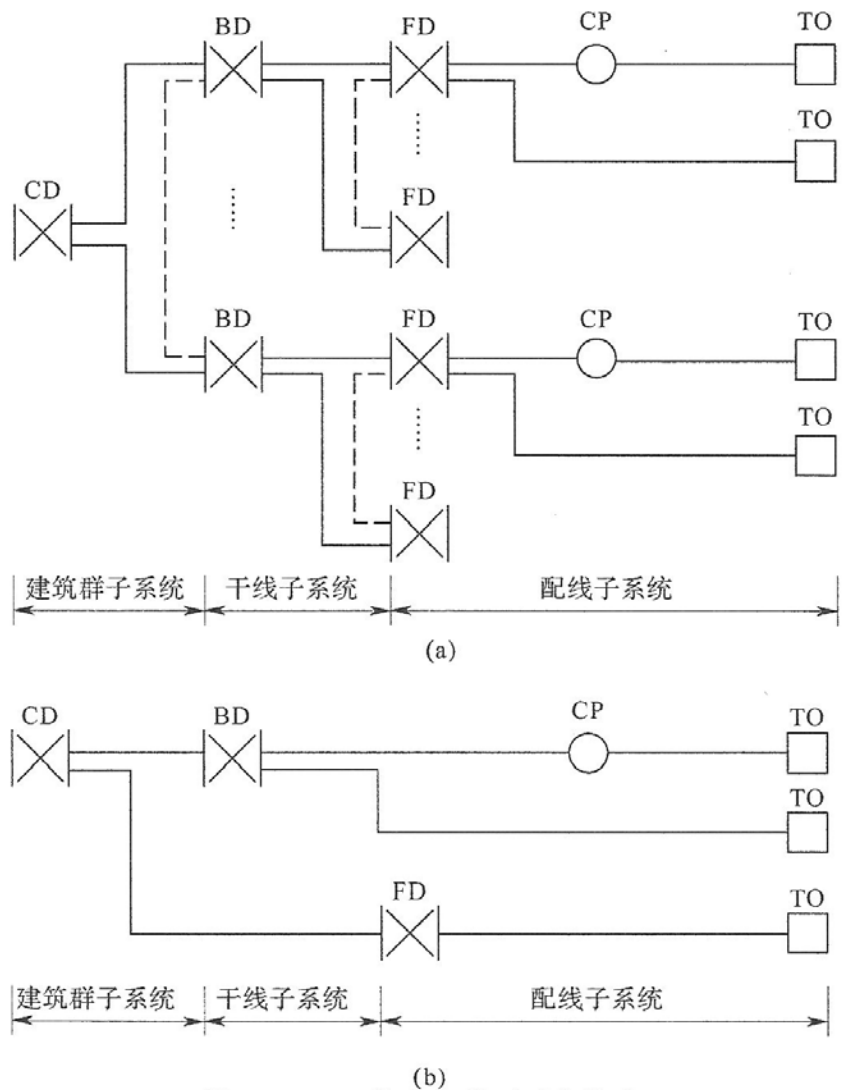 BD FD CP TO
TO
CD FD
BD FD CP TO
TO
FD
建筑群子系统 干线子系统 配线子系统
(a)
CD BD CP TO
TO
FD TO
建筑群子系统 干线子系统 配线子系统
(b)